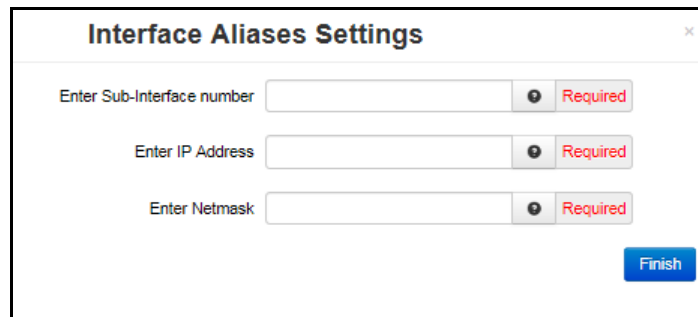 Interface Aliases Settings ×
Enter Sub-Interface number ? Required
Enter IP Address ? Required
Enter Netmask ? Required
Finish